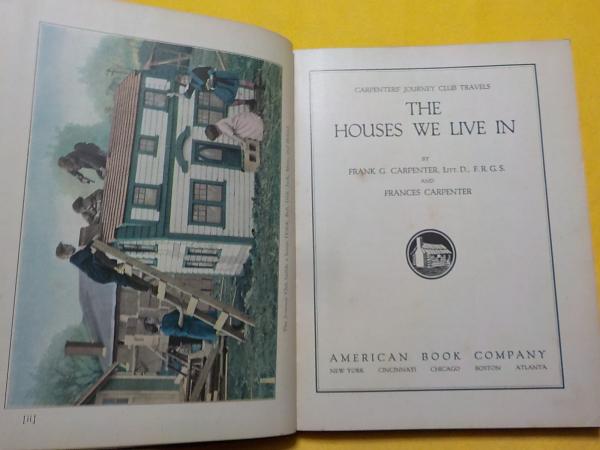 CARPENTERS' JOURNEY CLUB TRAVELS
THE
HOUSES WE LIVE IN
BY
FRANK G. CARPENTER, LITT. D., F. R. G. S.
AND
FRANCES CARPENTER
AMERICAN BOOK COMPANY
NEW YORK CINCINNATI CHICAGO BOSTON ATLANTA
[ii]